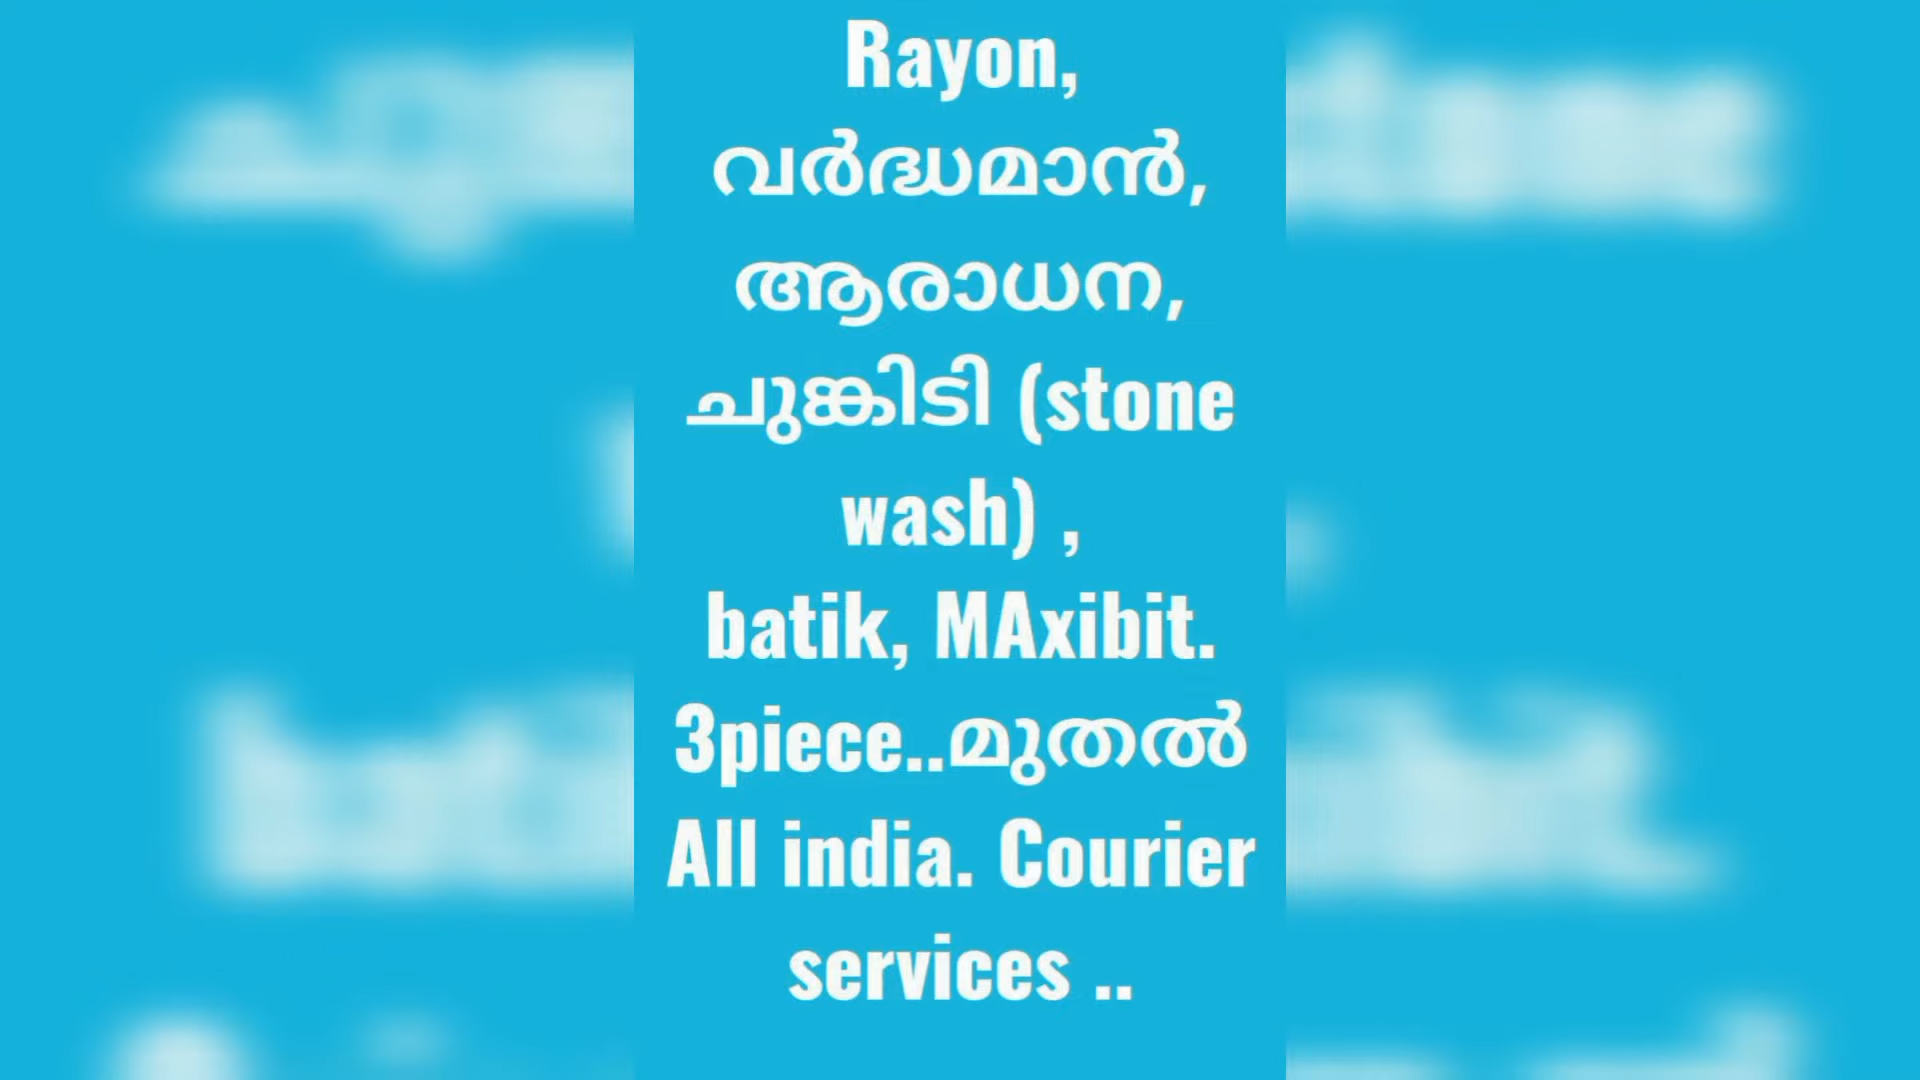 Rayon,
വർദ്ധമാൻ,
ആരാധന,
ചുങ്കിടി (stone
wash) ,
batik, MAxibit.
3piece..മുതൽ
All india. Courier
services ..